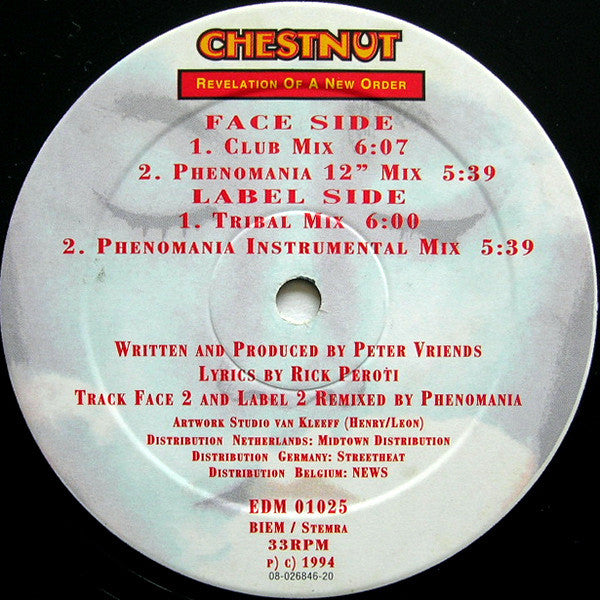 CHESTNUT
REVELATION OF A NEW ORDER
FACE SIDE
1. CLUB MIX 6:07
2. PHENOMANIA 12” MIX 5:39
LABEL SIDE
1. TRIBAL MIX 6:00
2. PHENOMANIA INSTRUMENTAL MIX 5:39
WRITTEN AND PRODUCED BY PETER VRIENDS
LYRICS BY RICK PEROTI
TRACK FACE 2 AND LABEL 2 REMIXED BY PHENOMANIA
ARTWORK STUDIO VAN KLEEFF (HENRY/LEON)
DISTRIBUTION NETHERLANDS: MIDTOWN DISTRIBUTION
DISTRIBUTION GERMANY: STREETHEAT
DISTRIBUTION BELGIUM: NEWS
EDM 01025
BIEM / STEMRA
33RPM
P) C) 1994
08-026846-20